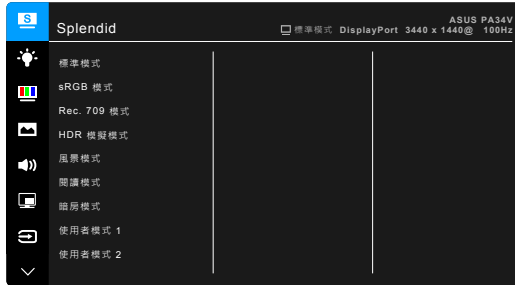 S
Splendid
ASUS PA34V
標準模式 DisplayPort 3440 x 1440@ 100Hz
標準模式
sRGB 模式
Rec. 709 模式
HDR 模擬模式
風景模式
閱讀模式
暗房模式
使用者模式 1
使用者模式 2